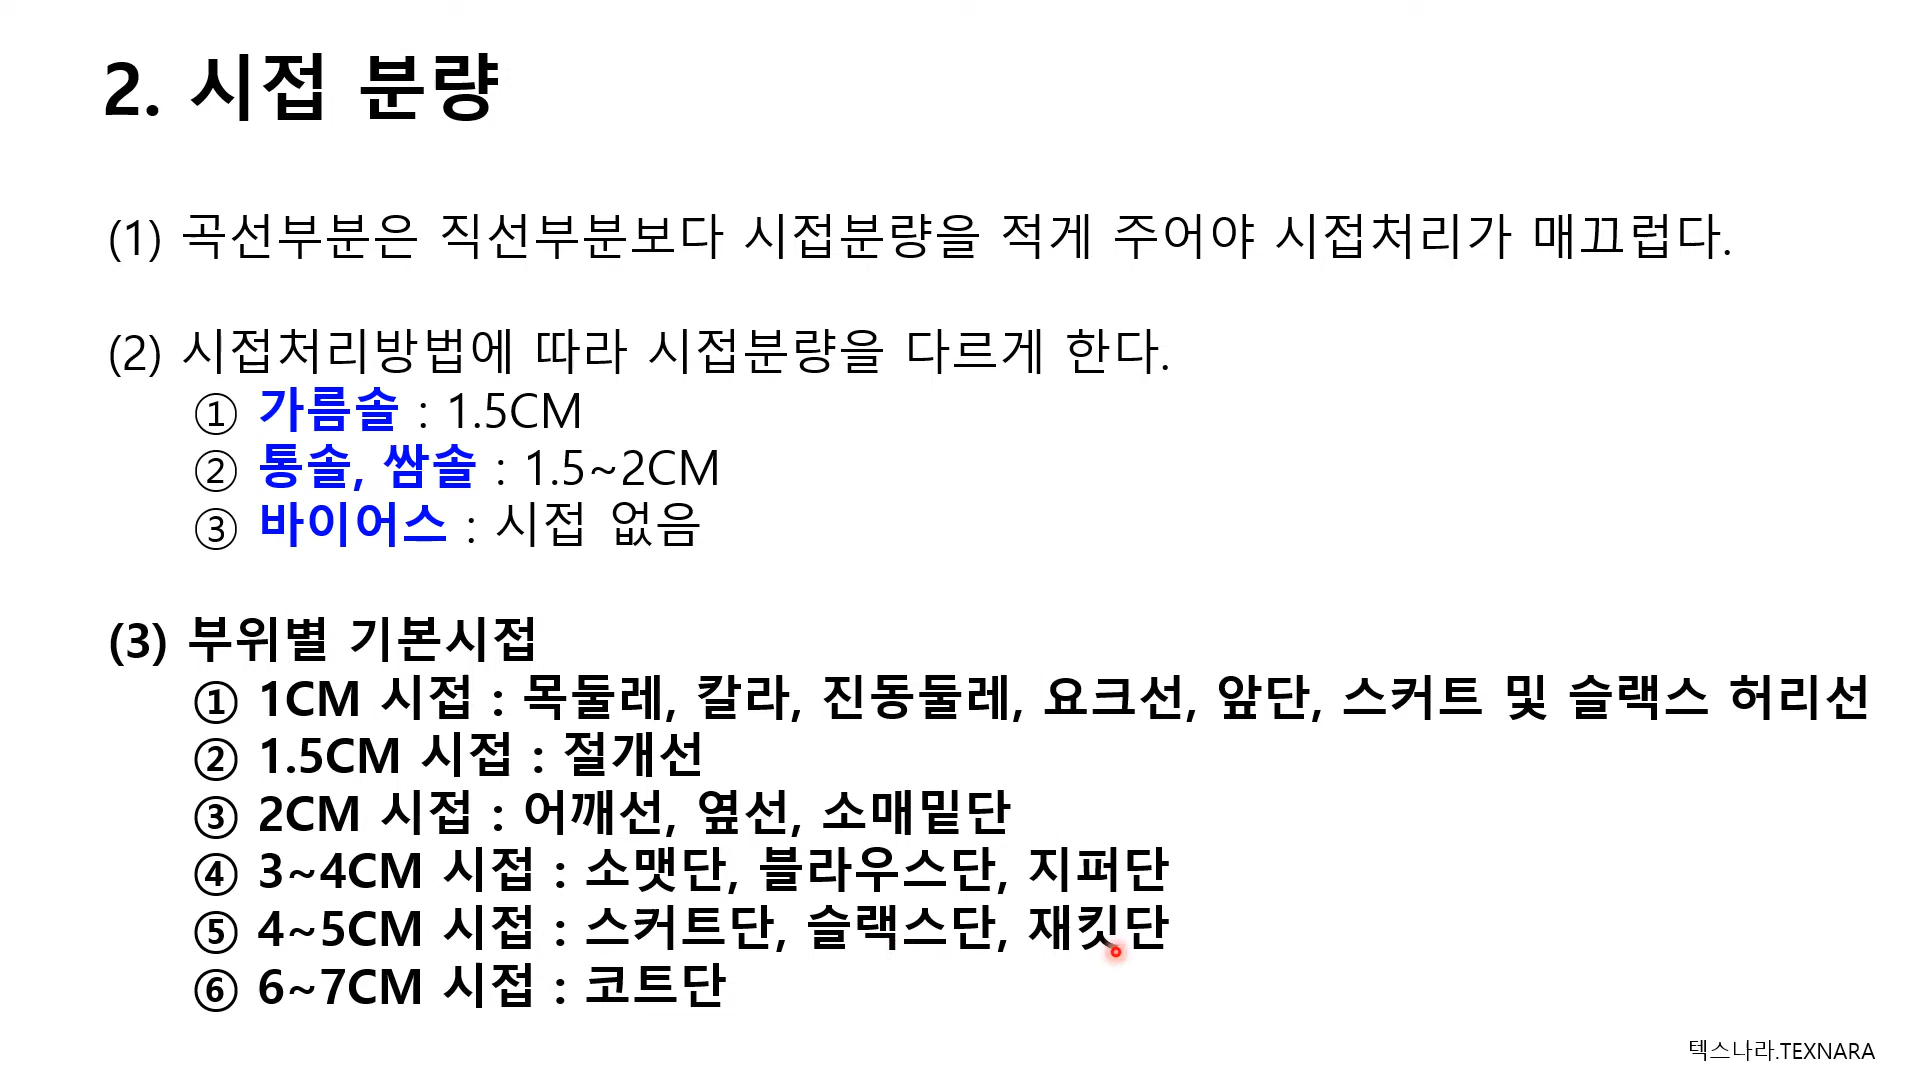 2. 시접 분량
(1) 곡선부분은 직선부분보다 시접분량을 적게 주어야 시접처리가 매끄럽다.
(2) 시접처리방법에 따라 시접분량을 다르게 한다.
① 가름솔 : 1.5CM
② 통솔, 쌈솔 : 1.5~2CM
③ 바이어스 : 시접 없음
(3) 부위별 기본시접
① 1CM 시접 : 목둘레, 칼라, 진동둘레, 요크선, 앞단, 스커트 및 슬랙스 허리선
② 1.5CM 시접 : 절개선
③ 2CM 시접 : 어깨선, 옆선, 소매밑단
④ 3~4CM 시접 : 소맷단, 블라우스단, 지퍼단
⑤ 4~5CM 시접 : 스커트단, 슬랙스단, 재킷단
⑥ 6~7CM 시접 : 코트단
텍스나라.TEXNARA